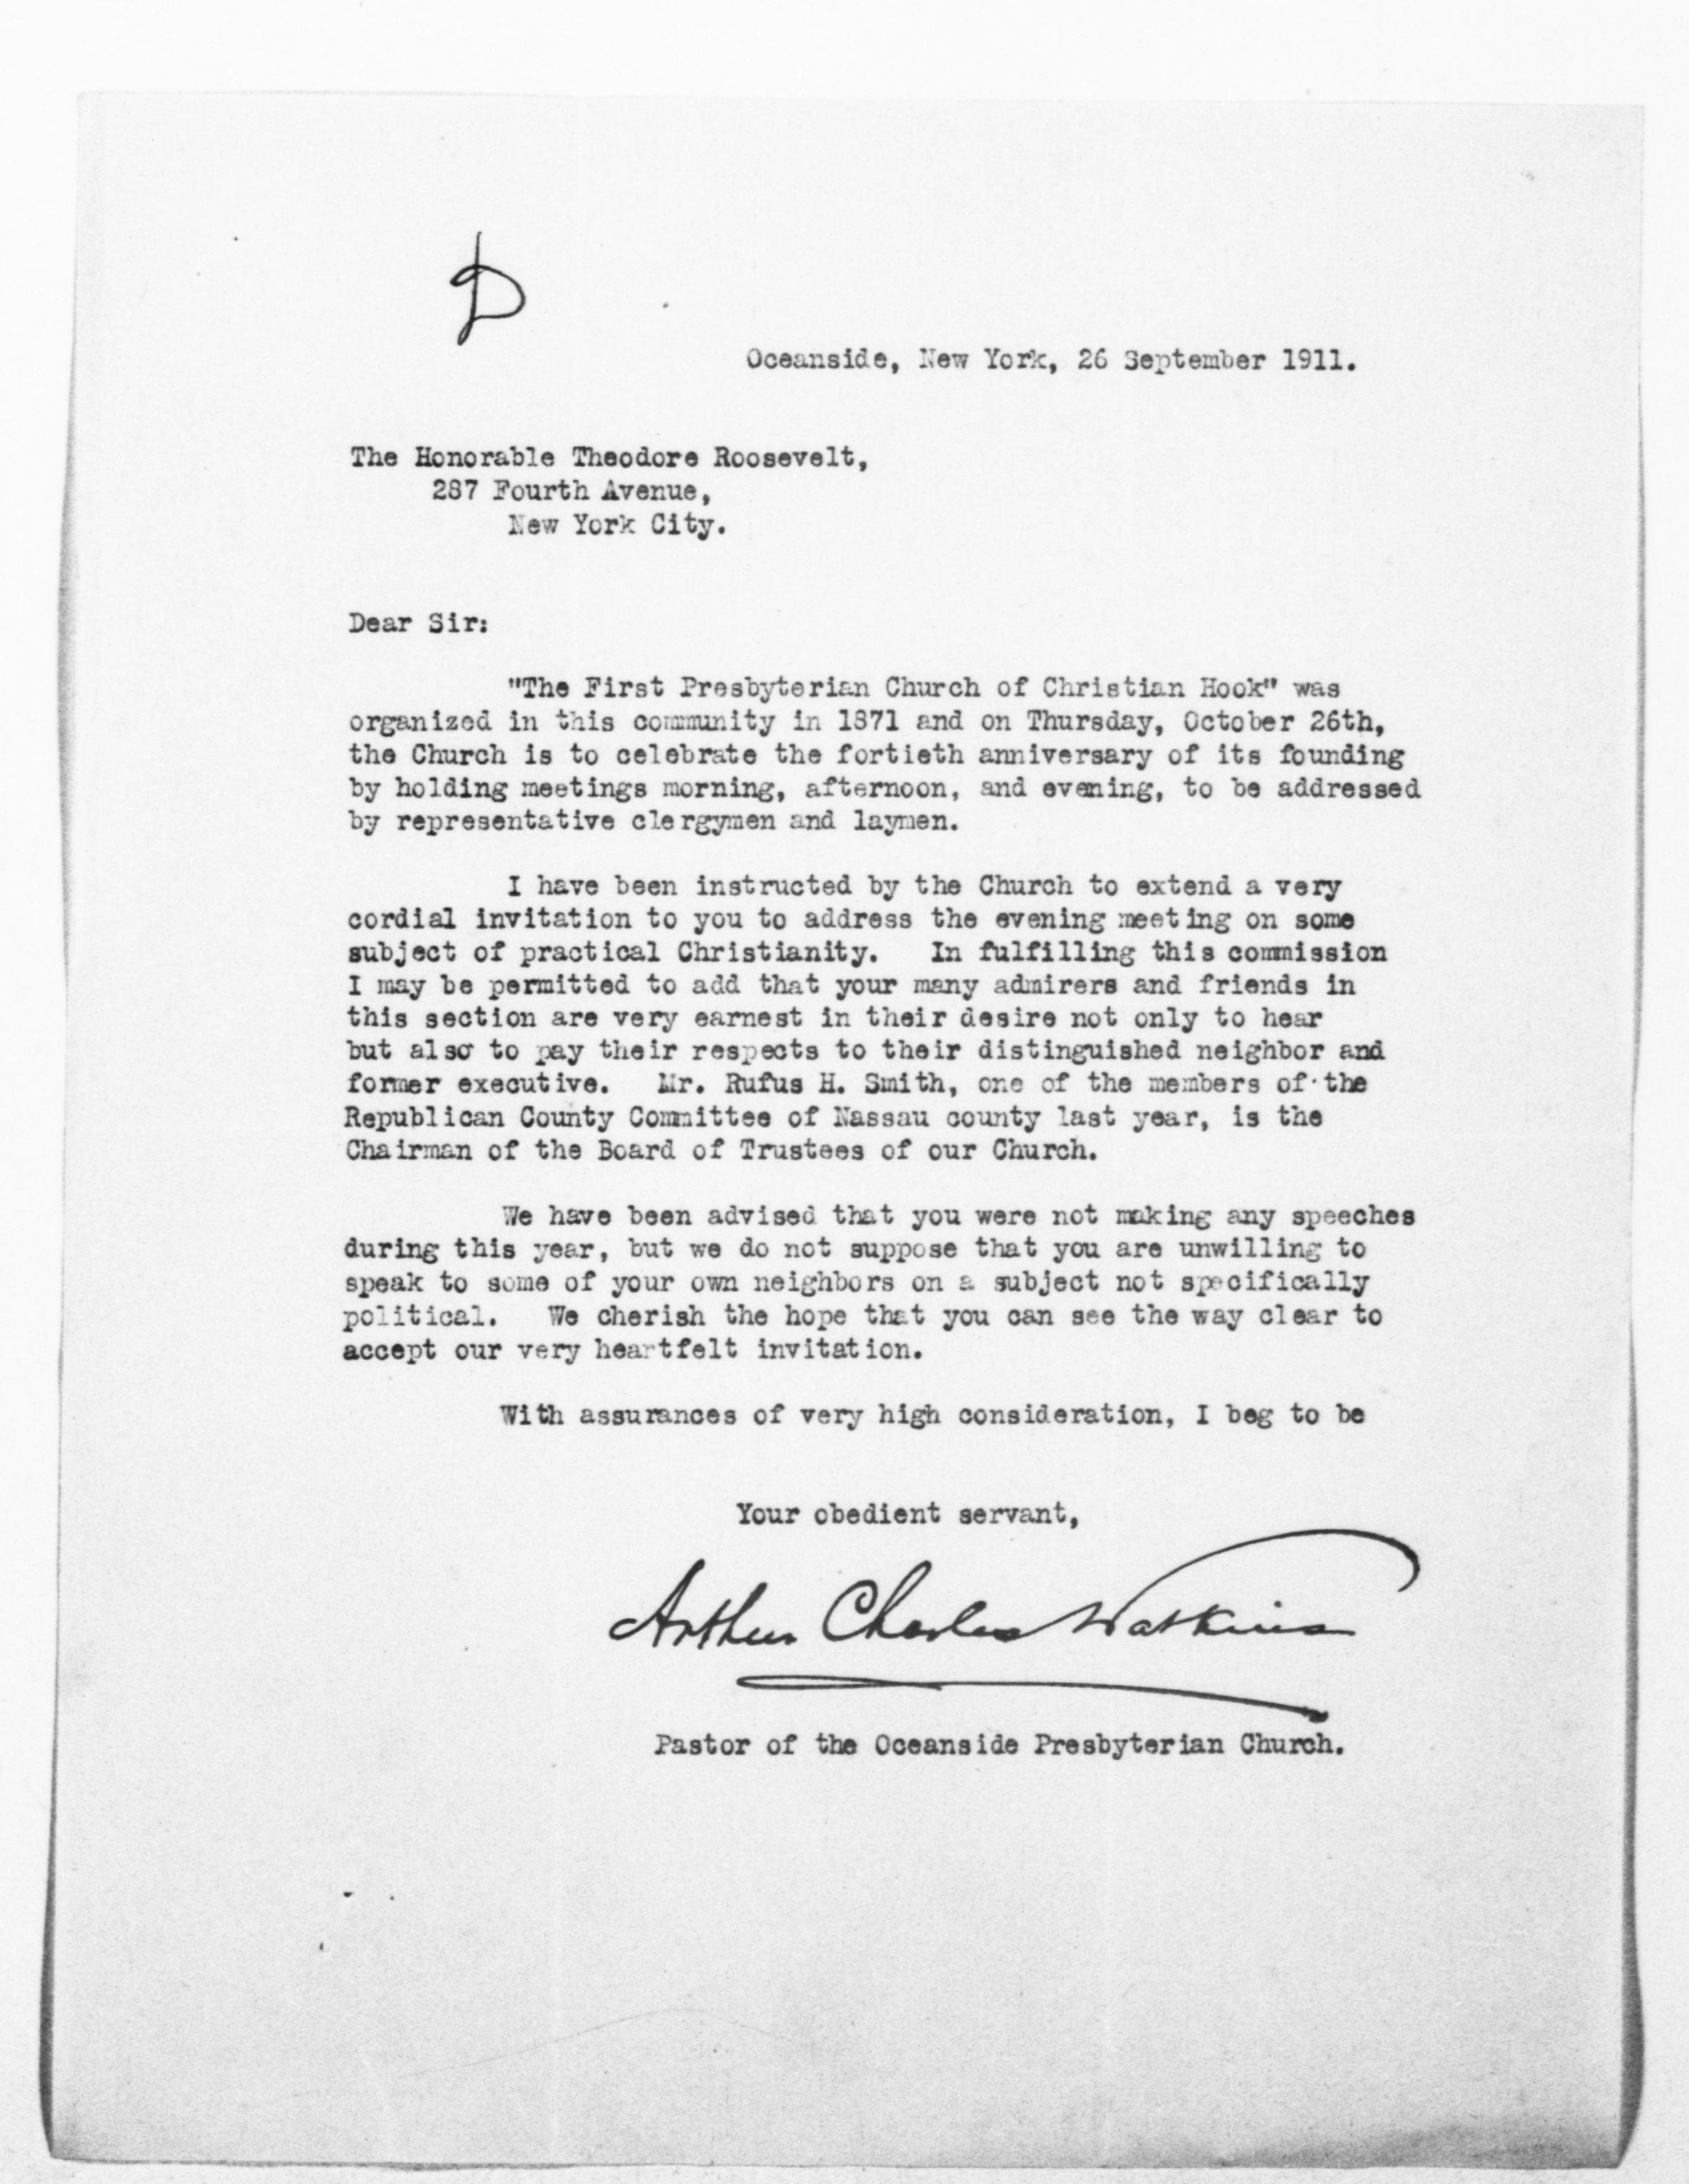 D
Oceanside, New York, 26 September 1911.
The Honorable Theodore Roosevelt,
287 Fourth Avenue,
New York City.
Dear Sir:
"The First Presbyterian Church of Christian Hook" was
organized in this community in 1871 and on Thursday, October 26th,
the Church is to celebrate the fortieth anniversary of its founding
by holding meetings morning, afternoon, and evening, to be addressed
by representative clergymen and laymen.
I have been instructed by the Church to extend a very
cordial invitation to you to address the evening meeting on some
subject of practical Christianity. In fulfilling this commission
I may be permitted to add that your many admirers and friends in
this section are very earnest in their desire not only to hear
but also to pay their respects to their distinguished neighbor and
former executive. Mr. Rufus H. Smith, one of the members of the
Republican County Committee of Nassau county last year, is the
Chairman of the Board of Trustees of our Church.
We have been advised that you were not making any speeches
during this year, but we do not suppose that you are unwilling to
speak to some of your own neighbors on a subject not specifically
political. We cherish the hope that you can see the way clear to
accept our very heartfelt invitation.
With assurances of very high consideration, I beg to be
Your obedient servant,
Arthur Charles Watkins
Pastor of the Oceanside Presbyterian Church.